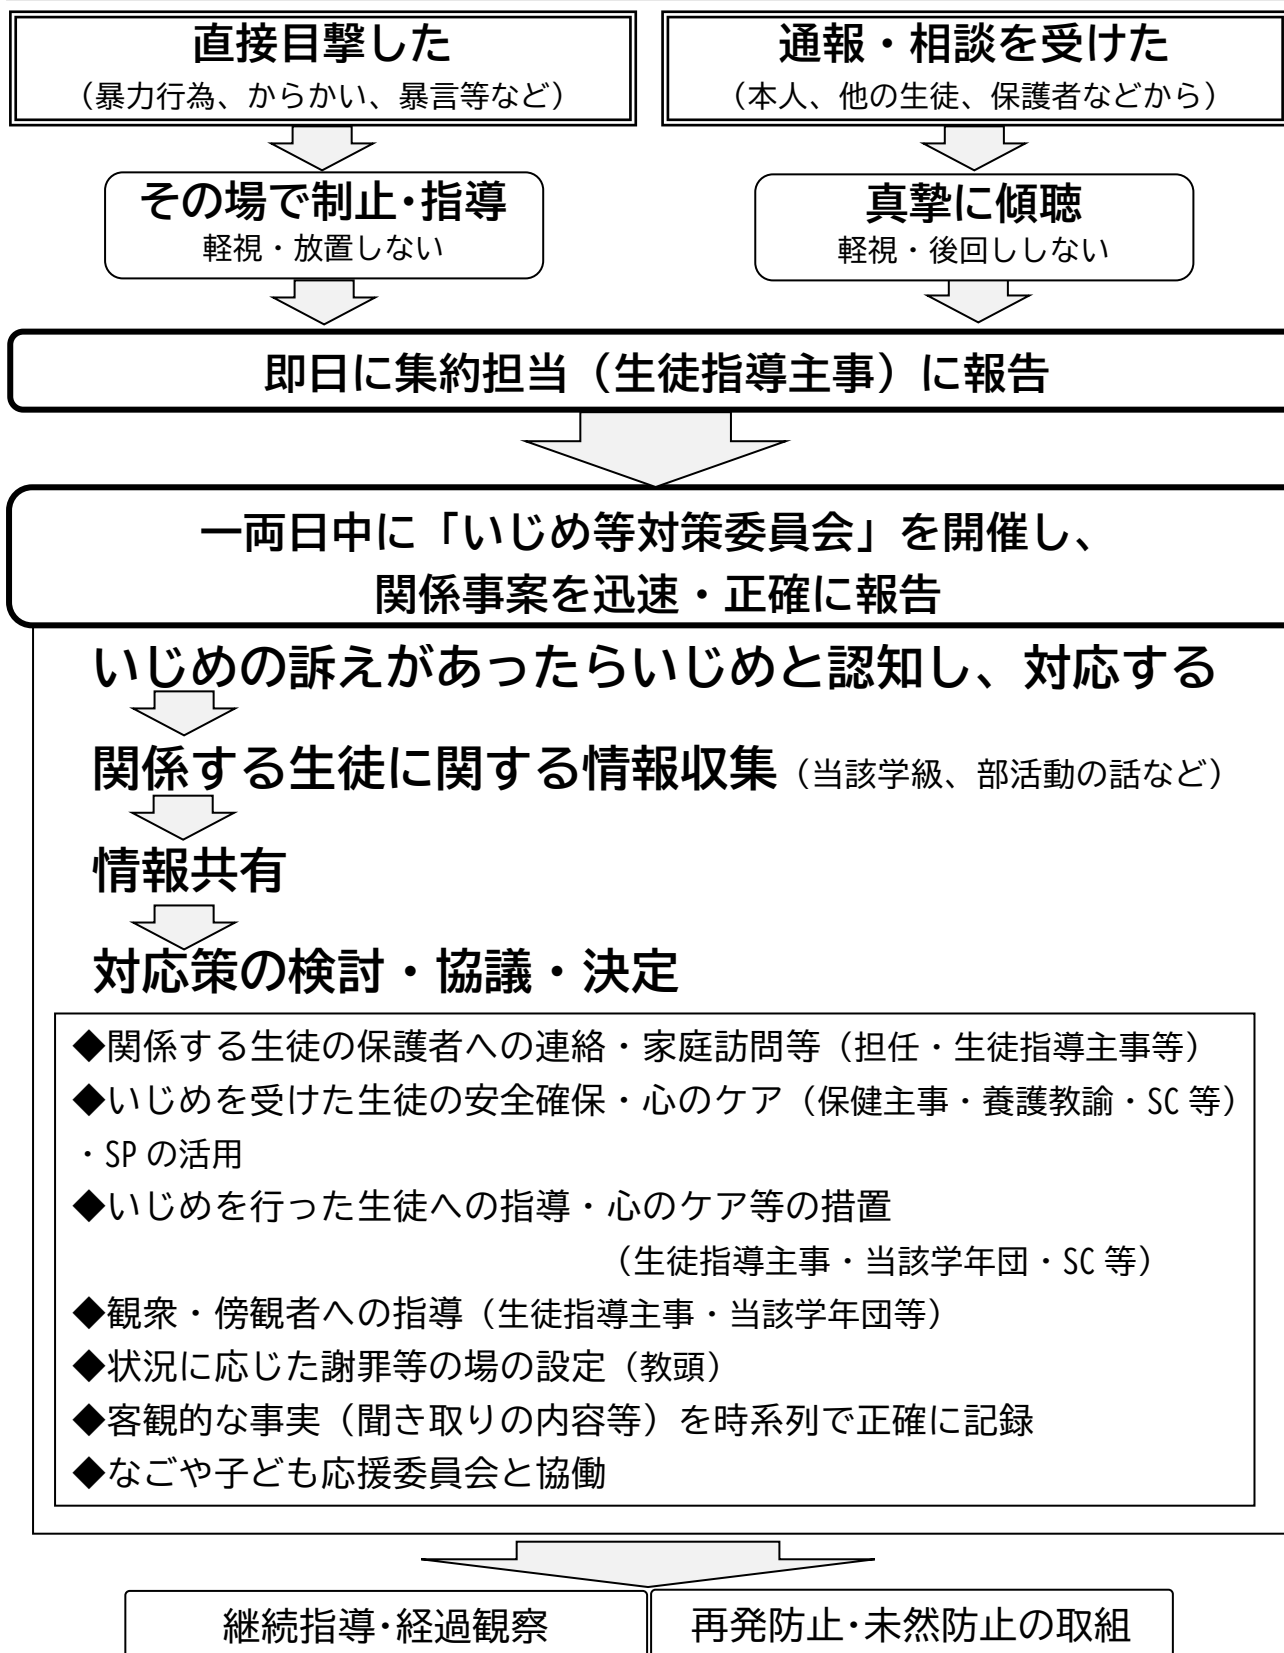 直接目撃した
（暴力行為、からかい、暴言等など）
通報・相談を受けた
（本人、他の生徒、保護者などから）
その場で制止･指導
軽視・放置しない
真摯に傾聴
軽視・後回ししない
即日に集約担当（生徒指導主事）に報告
一両日中に「いじめ等対策委員会」を開催し、
関係事案を迅速・正確に報告
いじめの訴えがあったらいじめと認知し、対応する
関係する生徒に関する情報収集（当該学級、部活動の話など）
情報共有
対応策の検討・協議・決定
◆関係する生徒の保護者への連絡・家庭訪問等（担任・生徒指導主事等）
◆いじめを受けた生徒の安全確保・心のケア（保健主事・養護教諭・SC 等）
・SP の活用
◆いじめを行った生徒への指導・心のケア等の措置
（生徒指導主事・当該学年団・SC 等）
◆観衆・傍観者への指導（生徒指導主事・当該学年団等）
◆状況に応じた謝罪等の場の設定（教頭）
◆客観的な事実（聞き取りの内容等）を時系列で正確に記録
◆なごや子ども応援委員会と協働
継続指導･経過観察
再発防止･未然防止の取組